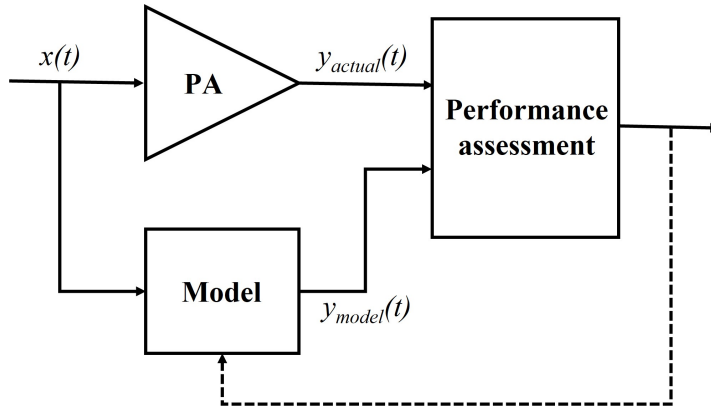 x(t)
PA
y_actual(t)
Performance
assessment
Model
y_model(t)